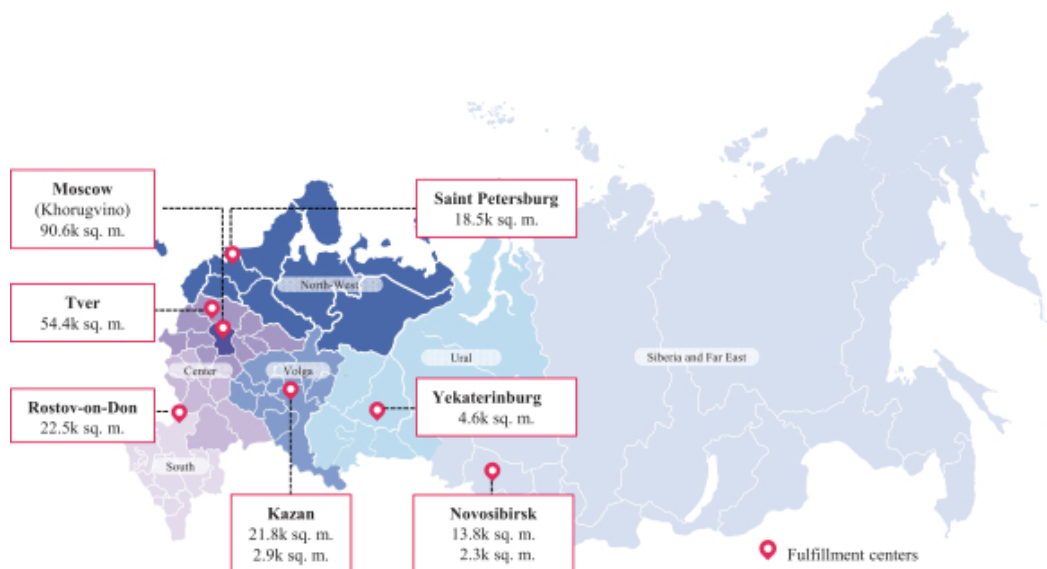 Moscow
(Khorugvino)
90.6k sq. m.
Saint Petersburg
18.5k sq. m.
North-West
Tver
54.4k sq. m.
Ural
Siberia and Far East
Center
Volga
Rostov-on-Don
22.5k sq. m.
Yekaterinburg
4.6k sq. m.
South
Kazan
21.8k sq. m.
2.9k sq. m.
Novosibirsk
13.8k sq. m.
2.3k sq. m.
Fulfillment centers